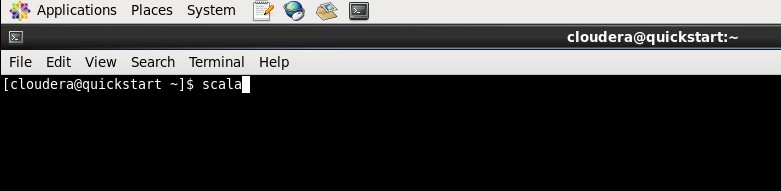 Applications Places System
cloudera@quickstart:~
File Edit View Search Terminal Help
[cloudera@quickstart ~]$ scala